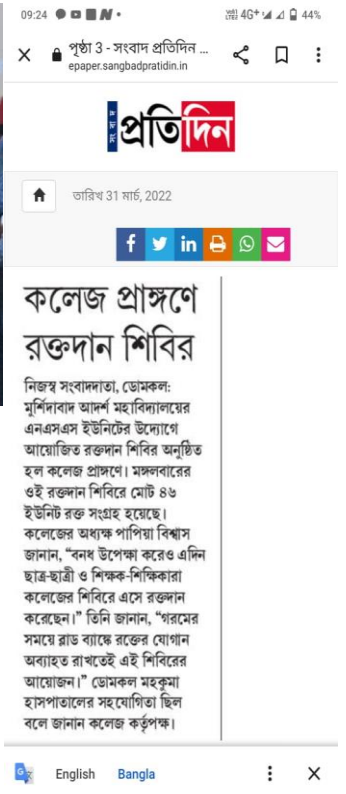 09:24
VoLTE 4G+ 44%
পৃষ্ঠা 3 - সংবাদ প্রতিদিন ...
epaper.sangbadpratidin.in
সংবাদ প্রতিদিন
তারিখ 31 মার্চ, 2022
কলেজ প্রাঙ্গণে
রক্তদান শিবির
নিজস্ব সংবাদদাতা, ডোমকল:
মুর্শিদাবাদ আদর্শ মহাবিদ্যালয়ের
এনএসএস ইউনিটের উদ্যোগে
আয়োজিত রক্তদান শিবির অনুষ্ঠিত
হল কলেজ প্রাঙ্গণে। মঙ্গলবারের
ওই রক্তদান শিবিরে মোট ৪৬
ইউনিট রক্ত সংগ্রহ হয়েছে।
কলেজের অধ্যক্ষ পাপিয়া বিশ্বাস
জানান, “বনধ উপেক্ষা করেও এদিন
ছাত্র-ছাত্রী ও শিক্ষক-শিক্ষিকারা
কলেজের শিবিরে এসে রক্তদান
করেছেন।” তিনি জানান, “গরমের
সময়ে ব্লাড ব্যাঙ্কে রক্তের যোগান
অব্যাহত রাখতেই এই শিবিরের
আয়োজন।” ডোমকল মহকুমা
হাসপাতালের সহযোগিতা ছিল
বলে জানান কলেজ কর্তৃপক্ষ।
English Bangla